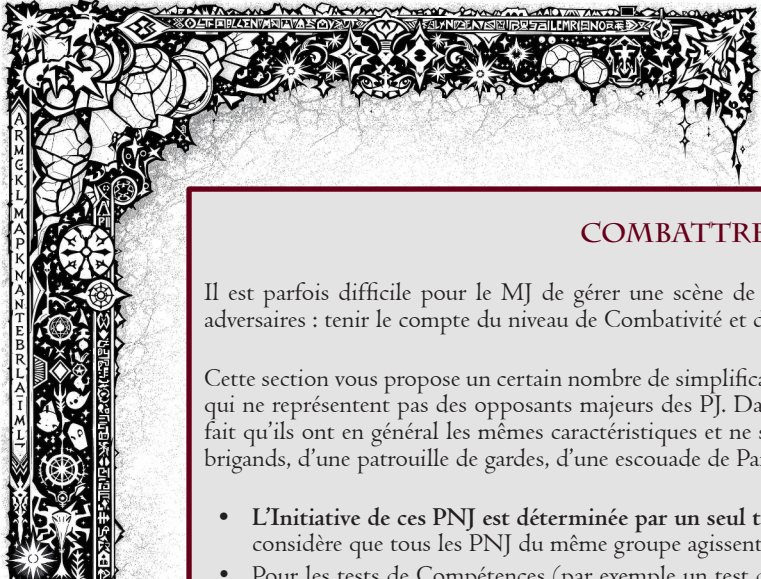 COMBATTRE
Il est parfois difficile pour le MJ de gérer une scène de
adversaires : tenir le compte du niveau de Combativité et
Cette section vous propose un certain nombre de
qui ne représentent pas des opposants majeurs des PJ.
fait qu'ils ont en général les mêmes caractéristiques et ne
brigands, d'une patrouille de gardes, d'une escouade de
• L'Initiative de ces PNJ est déterminée par un seul
considère que tous les PNJ du même groupe agissent
• Pour les tests de Compétences (par exemple un test